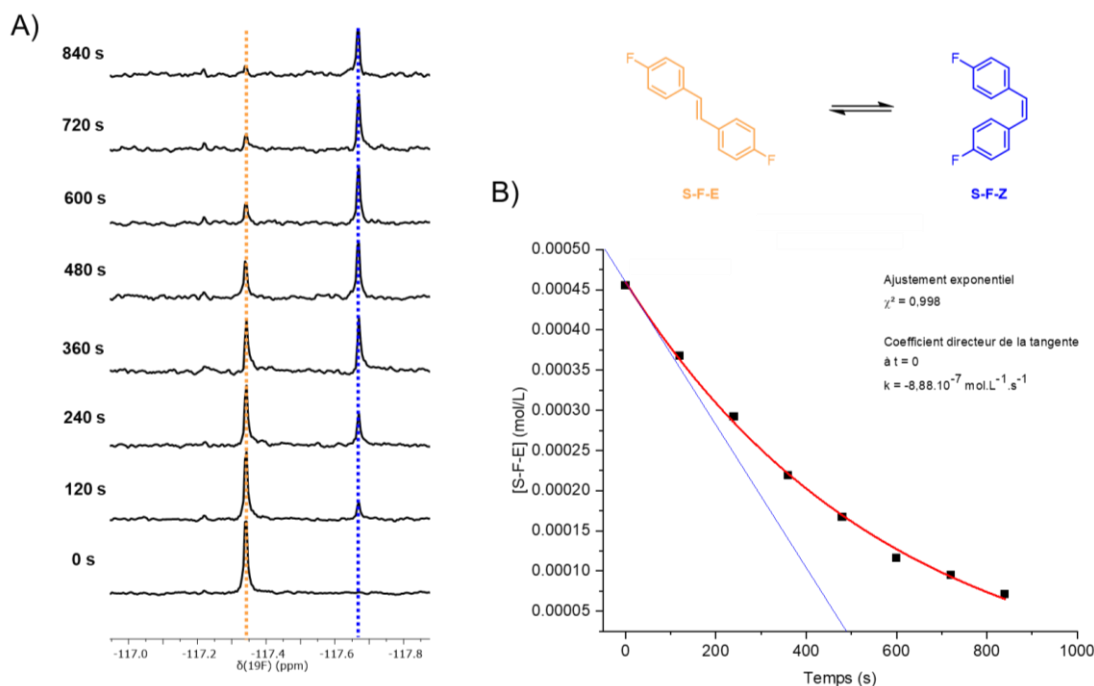 A)
840 s
720 s
600 s
480 s
360 s
240 s
120 s
0 s
-117.0 -117.2 -117.4 -117.6 -117.8
δ(19F) (ppm)
F
F
S-F-E
F
F
S-F-Z
B)
[S-F-E] (mol/L)
0.00050
0.00045
0.00040
0.00035
0.00030
0.00025
0.00020
0.00015
0.00010
0.00005
Ajustement exponentiel
χ² = 0,998
Coefficient directeur de la tangente
à t = 0
k = -8,88.10⁻⁷ mol.L⁻¹.s⁻¹
0 200 400 600 800 1000
Temps (s)